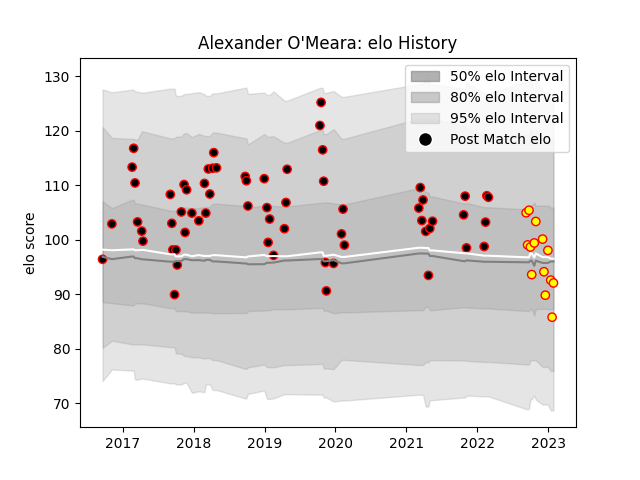 Alexander O'Meara: elo History
50% elo Interval
80% elo Interval
95% elo Interval
Post Match elo
elo score
130
120
110
100
90
80
70
2017
2018
2019
2020
2021
2022
2023